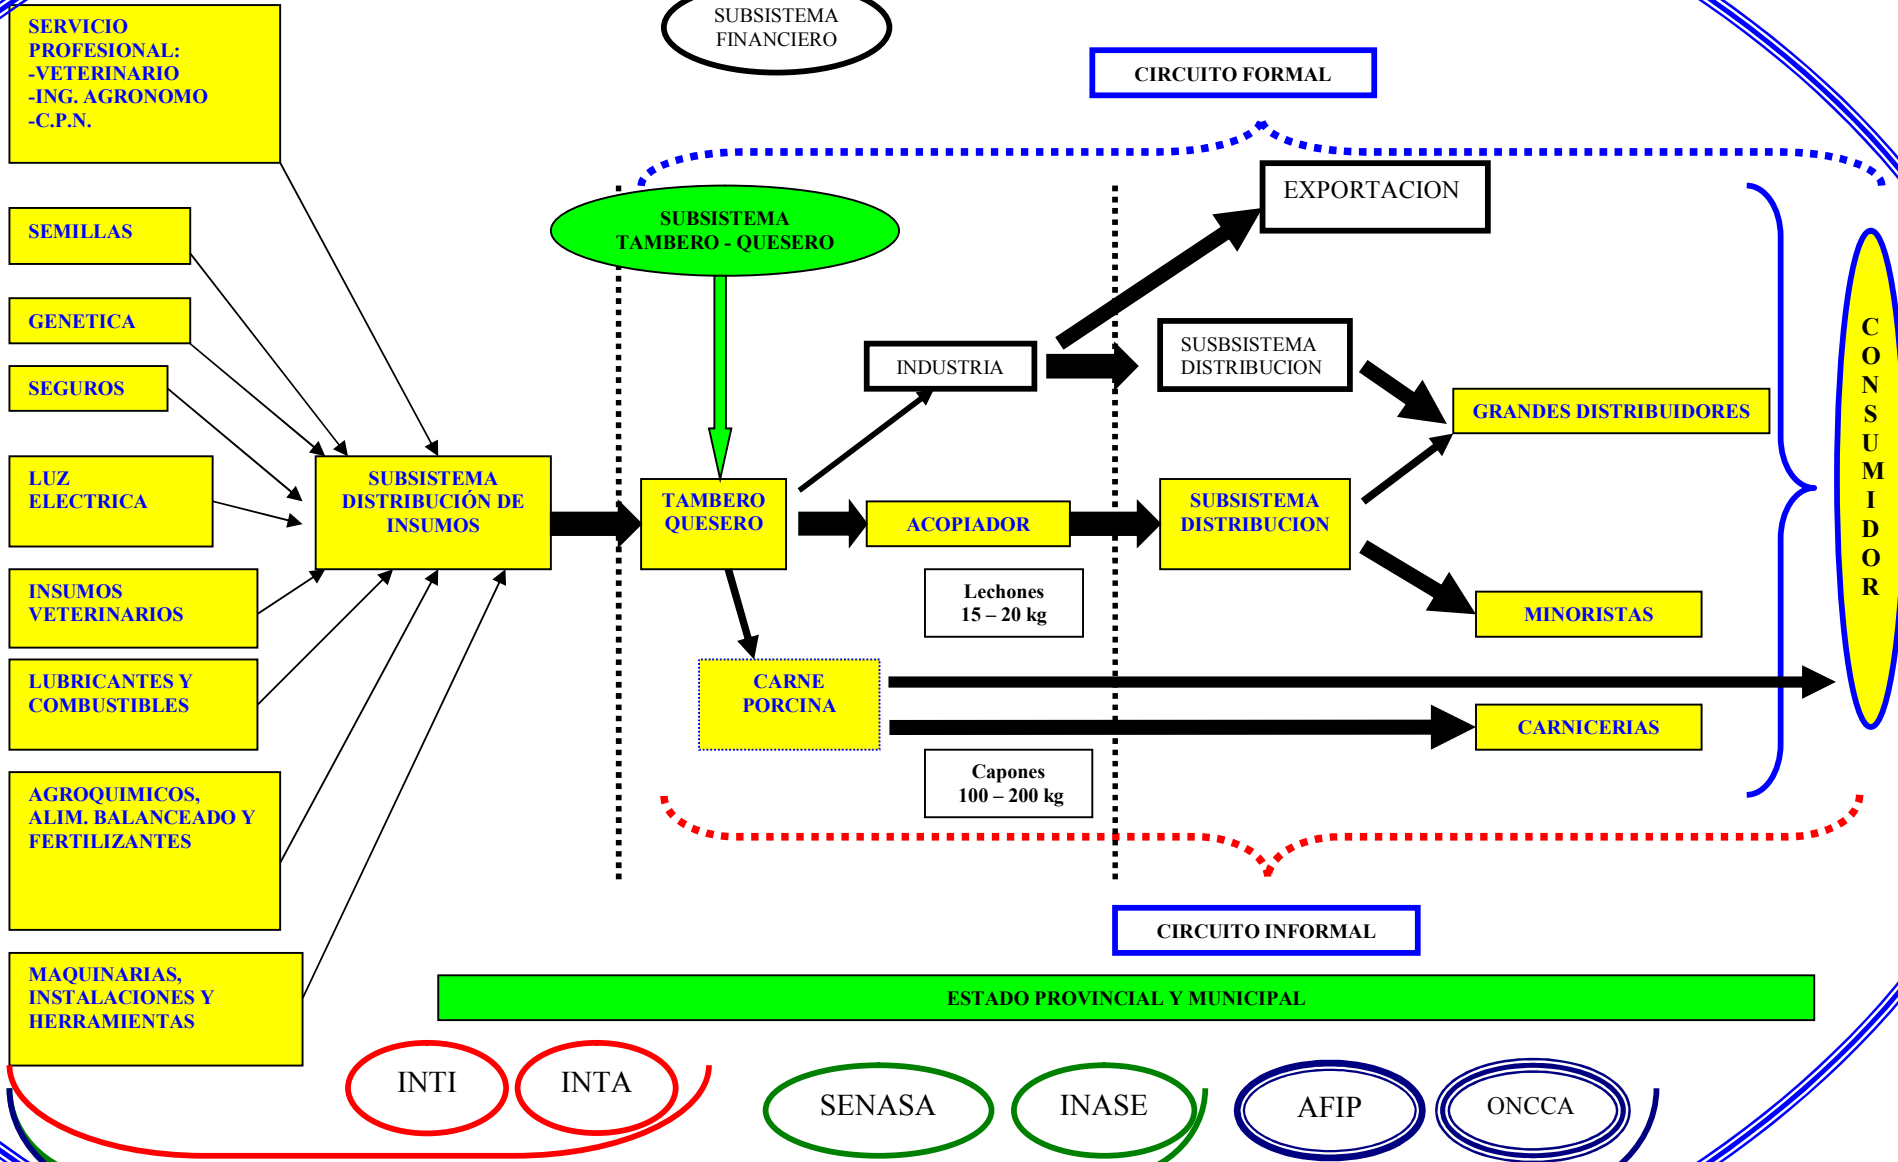 SERVICIO
PROFESIONAL:
-VETERINARIO
-ING. AGRONOMO
-C.P.N.
SUBSISTEMA
FINANCIERO
CIRCUITO FORMAL
SEMILLAS
GENETICA
SEGUROS
LUZ
ELECTRICA
INSUMOS
VETERINARIOS
LUBRICANTES Y
COMBUSTIBLES
AGROQUIMICOS,
ALIM. BALANCEADO Y
FERTILIZANTES
MAQUINARIAS,
INSTALACIONES Y
HERRAMIENTAS
SUBSISTEMA
DISTRIBUCIÓN DE
INSUMOS
SUBSISTEMA
TAMBERO - QUESERO
TAMBERO
QUESERO
INDUSTRIA
ACOPIADOR
Lechones
15 – 20 kg
CARNE
PORCINA
Capones
100 – 200 kg
EXPORTACION
SUSBSISTEMA
DISTRIBUCION
SUBSISTEMA
DISTRIBUCION
GRANDES DISTRIBUIDORES
MINORISTAS
CARNICERIAS
C
O
N
S
U
M
I
D
O
R
CIRCUITO INFORMAL
ESTADO PROVINCIAL Y MUNICIPAL
INTI
INTA
SENASA
INASE
AFIP
ONCCA